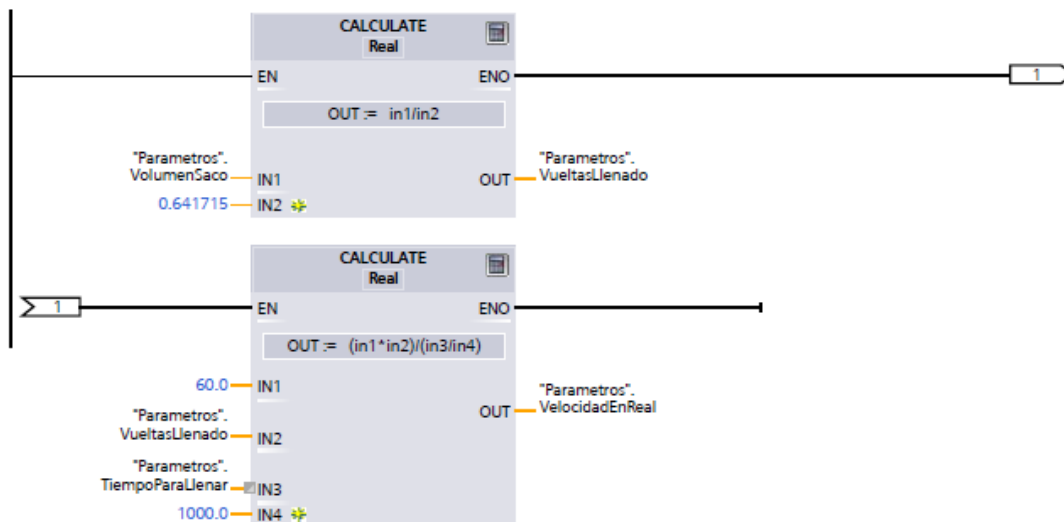 CALCULATE
Real
EN
ENO
1
OUT := in1/in2
"Parametros".
VolumenSaco
IN1
"Parametros".
VueltasLlenado
OUT
0.641715
IN2
CALCULATE
Real
1
EN
ENO
OUT := (in1*in2)/(in3/in4)
60.0
IN1
"Parametros".
VelocidadEnReal
OUT
"Parametros".
VueltasLlenado
IN2
"Parametros".
TiempoParaLlenar
IN3
1000.0
IN4